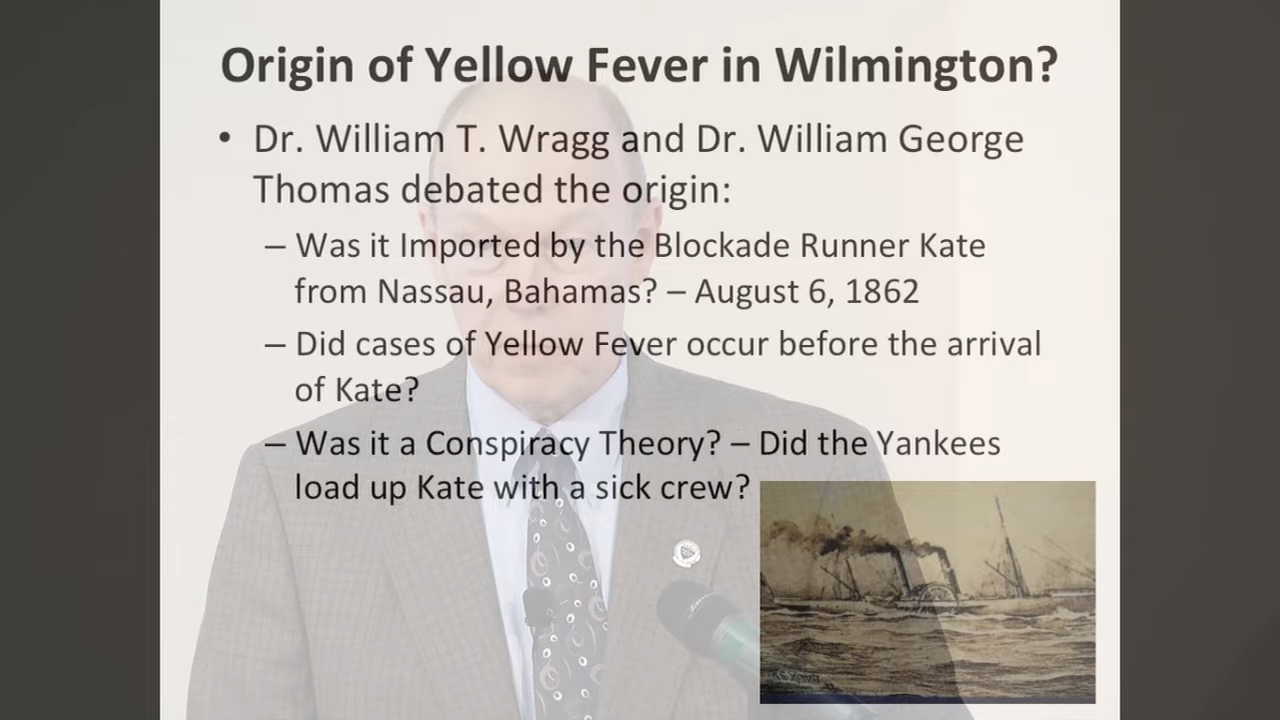 Origin of Yellow Fever in Wilmington?
• Dr. William T. Wragg and Dr. William George
Thomas debated the origin:
– Was it Imported by the Blockade Runner Kate
from Nassau, Bahamas? – August 6, 1862
– Did cases of Yellow Fever occur before the arrival
of Kate?
– Was it a Conspiracy Theory? – Did the Yankees
load up Kate with a sick crew?